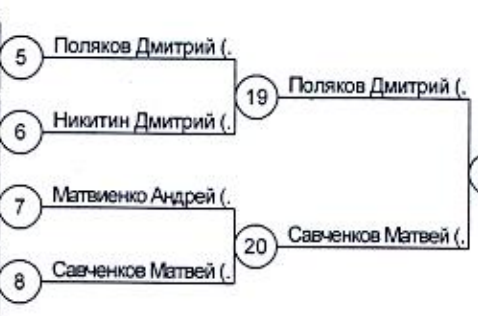 5 Поляков Дмитрий (.
19 Поляков Дмитрий (.
6 Никитин Дмитрий (.
7 Матвиенко Андрей (.
20 Савченков Матвей (.
8 Савченков Матвей (.